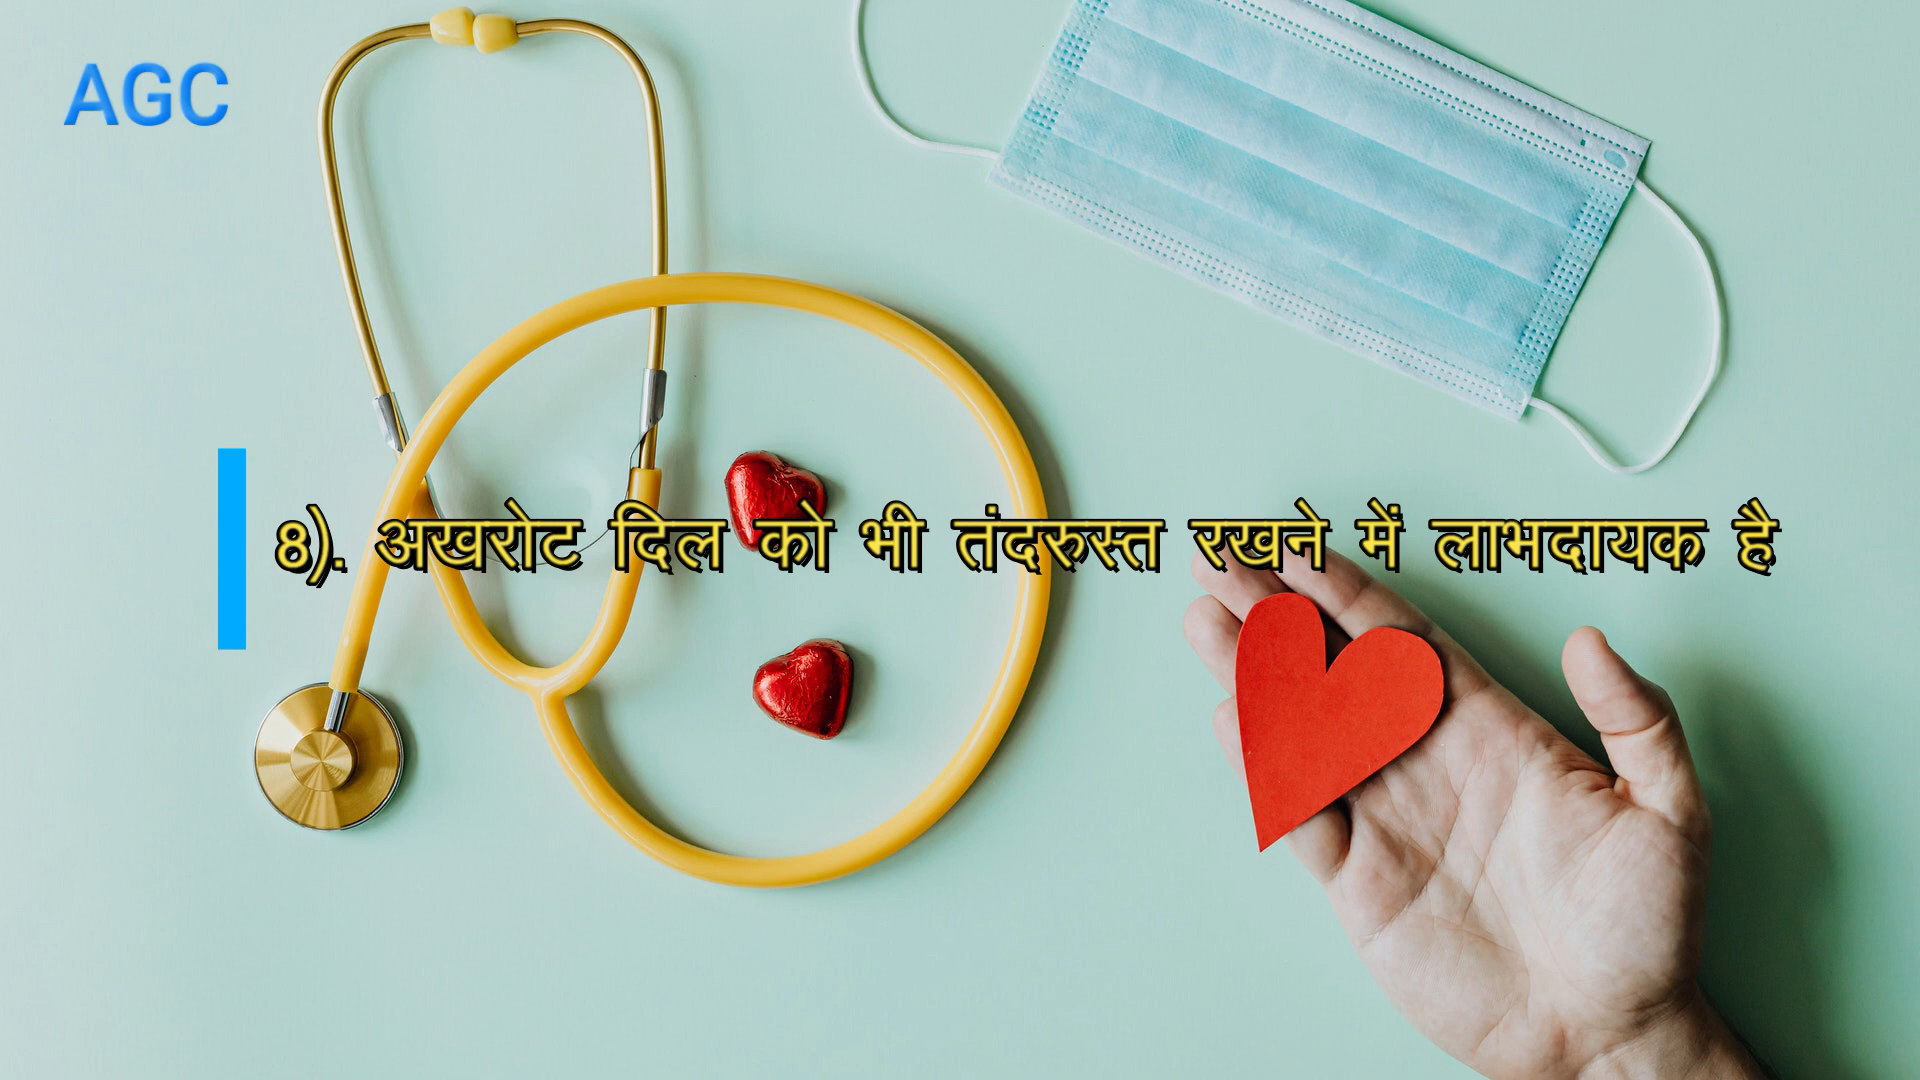 AGC
8). अखरोट दिल को भी तंदरुस्त रखने में लाभदायक है